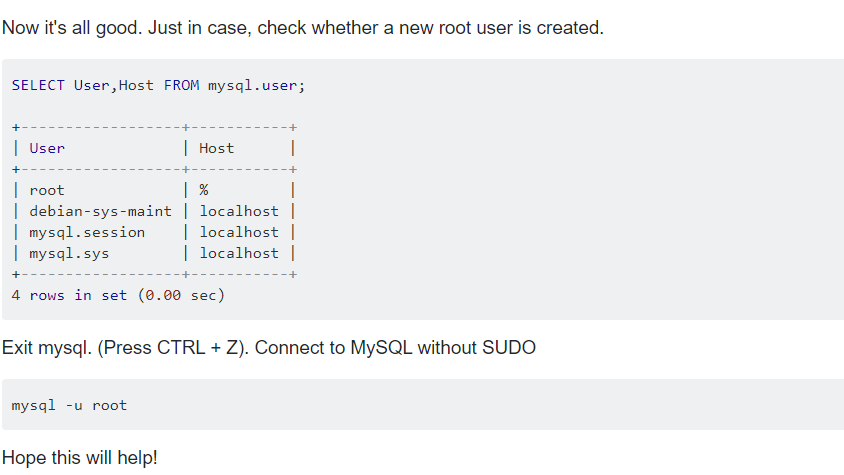 Now it's all good. Just in case, check whether a new root user is created.
SELECT User,Host FROM mysql.user;
+------------------+-----------+
| User             | Host      |
+------------------+-----------+
| root             | %         |
| debian-sys-maint | localhost |
| mysql.session    | localhost |
| mysql.sys        | localhost |
+------------------+-----------+
4 rows in set (0.00 sec)
Exit mysql. (Press CTRL + Z). Connect to MySQL without SUDO
mysql -u root
Hope this will help!